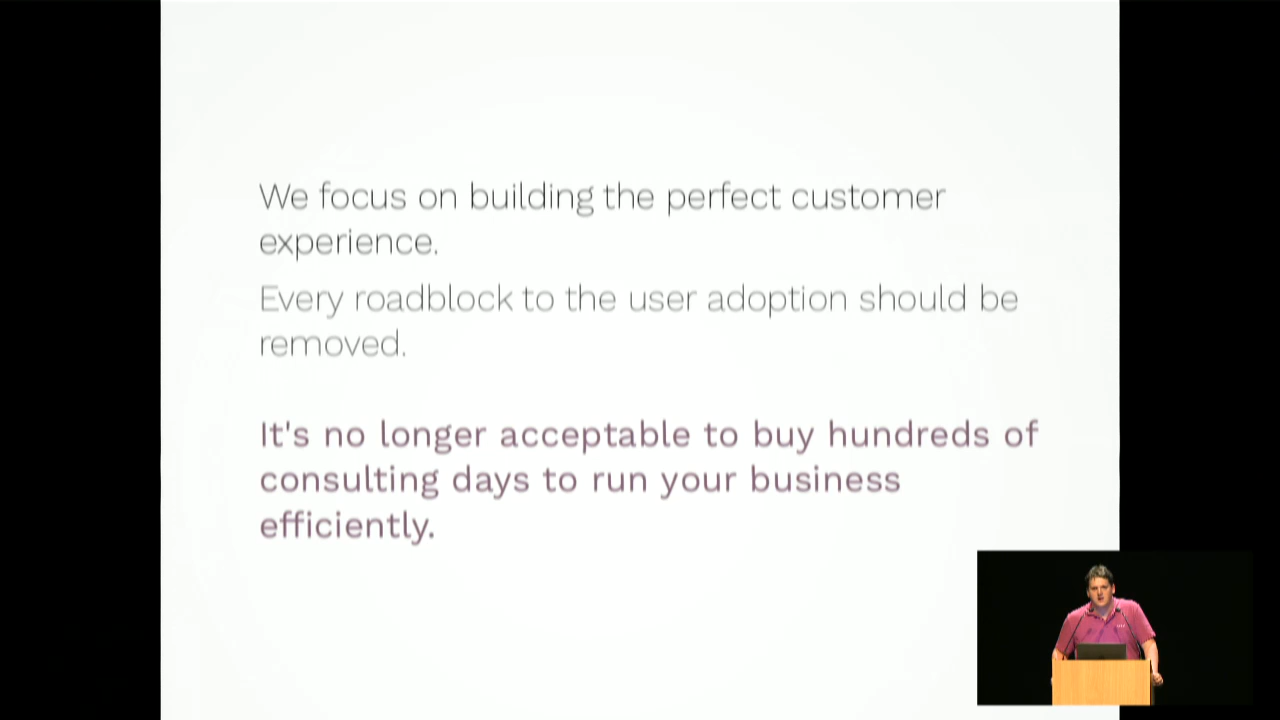 We focus on building the perfect customer
experience.
Every roadblock to the user adoption should be
removed.
It's no longer acceptable to buy hundreds of
consulting days to run your business
efficiently.